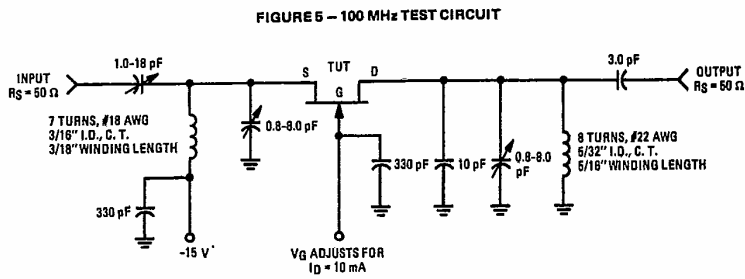 FIGURE 5 – 100 MHz TEST CIRCUIT
1.0-18 pF
S
TUT
D
G
3.0 pF
INPUT
RS = 50 Ω
OUTPUT
RS = 50 Ω
7 TURNS, #18 AWG
3/16" I.D., C. T.
3/18" WINDING LENGTH
0.8-8.0 pF
330 pF
10 pF
0.8-8.0
pF
8 TURNS, #22 AWG
5/32" I.D., C. T.
5/16" WINDING LENGTH
330 pF
-15 V
VG ADJUSTS FOR
ID = 10 mA